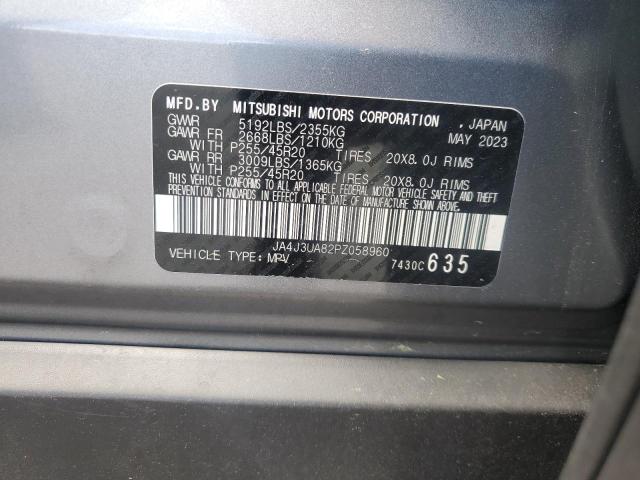 MFD.BY MITSUBISHI MOTORS CORPORATION , JAPAN
GWWR 5192LBS/2355KG MAY 2023
GAWR FR 2668LBS/1210KG
WITH P255/45R20 TIRES 20X8.0J RIMS
GAWR RR 3009LBS/1365KG
WITH P255/45R20 TIRES 20X8.0J RIMS
THIS VEHICLE CONFORMS TO ALL APPLICABLE FEDERAL MOTOR VEHICLE SAFETY AND THEFT
PREVENTION STANDARDS IN EFFECT ON THE DATE OF MANUFACTURE SHOWN ABOVE.
JA4J3UA82PZ058960
VEHICLE TYPE: MPV 7430C 635